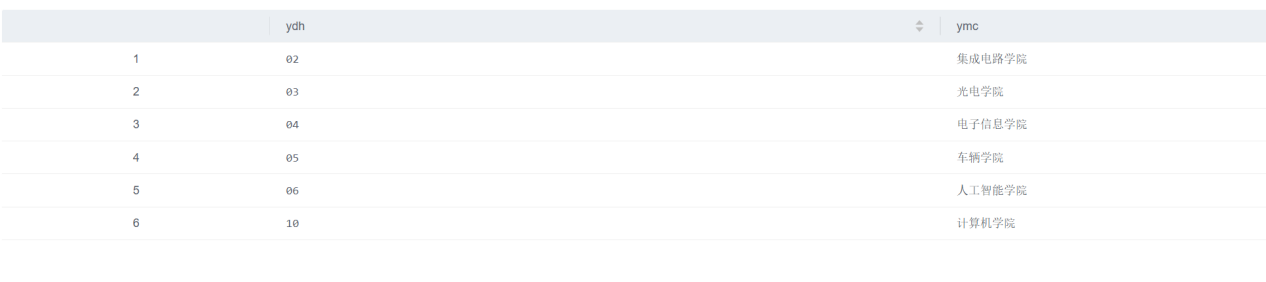 ydh ymc
1 02 集成电路学院
2 03 光电学院
3 04 电子信息学院
4 05 车辆学院
5 06 人工智能学院
6 10 计算机学院